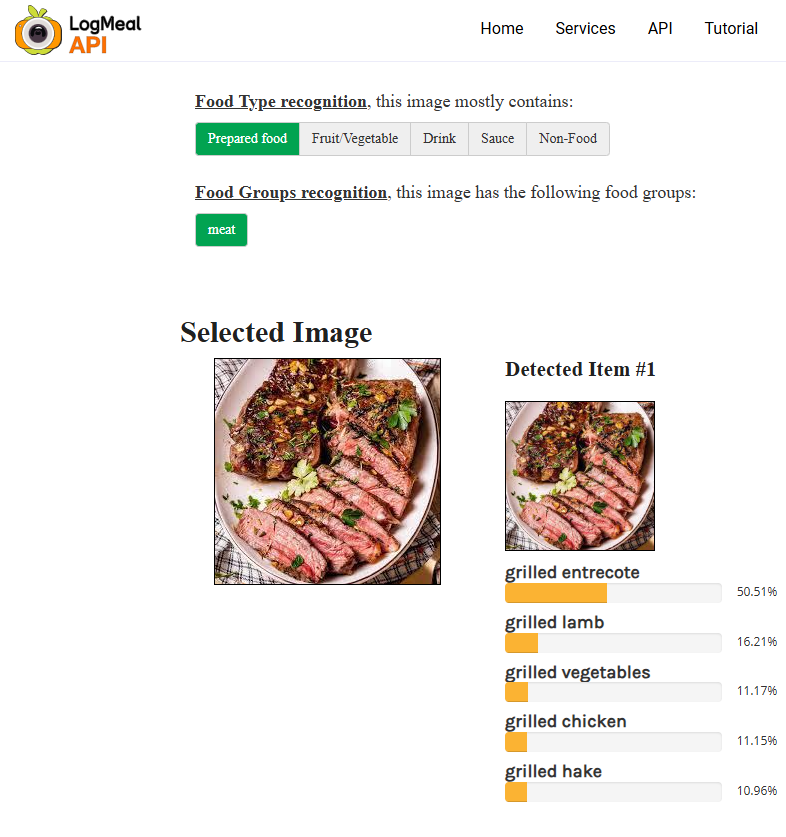 LogMeal
API
Home Services API Tutorial
Food Type recognition, this image mostly contains:
Prepared food Fruit/Vegetable Drink Sauce Non-Food
Food Groups recognition, this image has the following food groups:
meat
Selected Image
Detected Item #1
grilled entrecote
50.51%
grilled lamb
16.21%
grilled vegetables
11.17%
grilled chicken
11.15%
grilled hake
10.96%